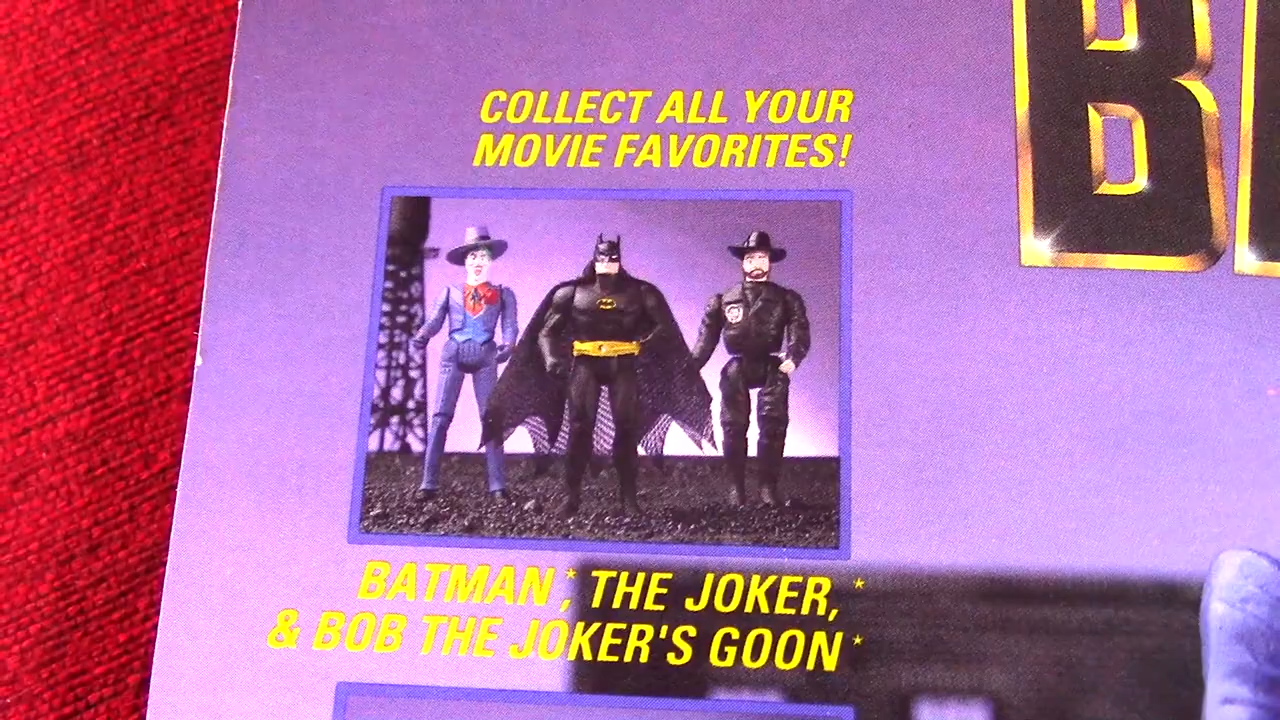 COLLECT ALL YOUR
MOVIE FAVORITES!
BATMAN*, THE JOKER,*
& BOB THE JOKER'S GOON*